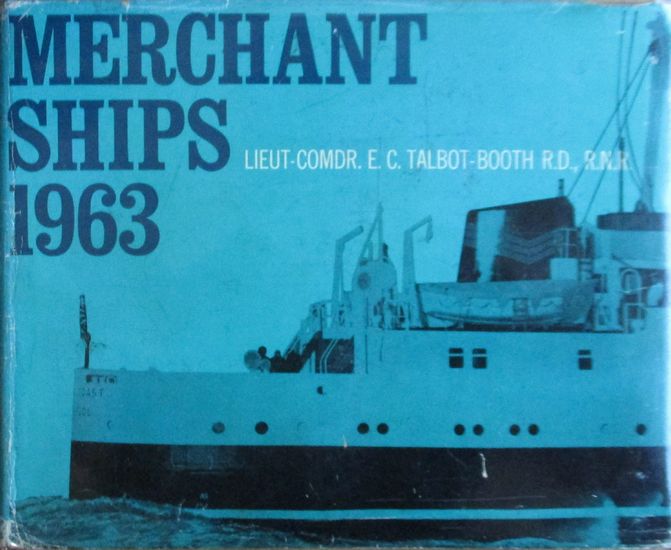 MERCHANT
SHIPS
1963
LIEUT-COMDR. E. C. TALBOT-BOOTH R.D., R.N.R